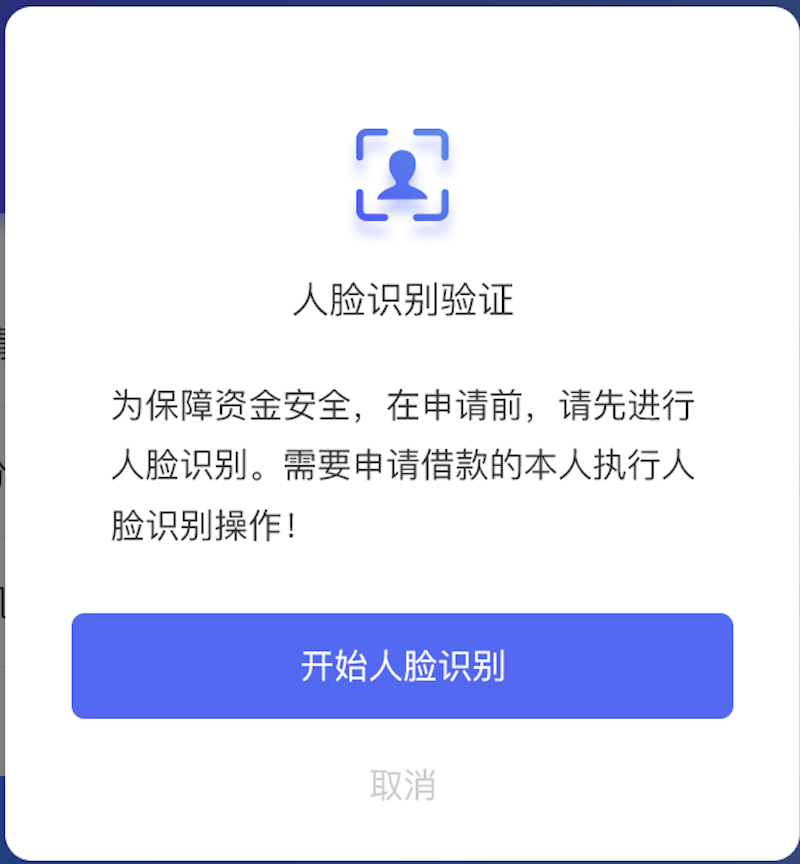 人脸识别验证
为保障资金安全，在申请前，请先进行
人脸识别。需要申请借款的本人执行人
脸识别操作！
开始人脸识别
取消